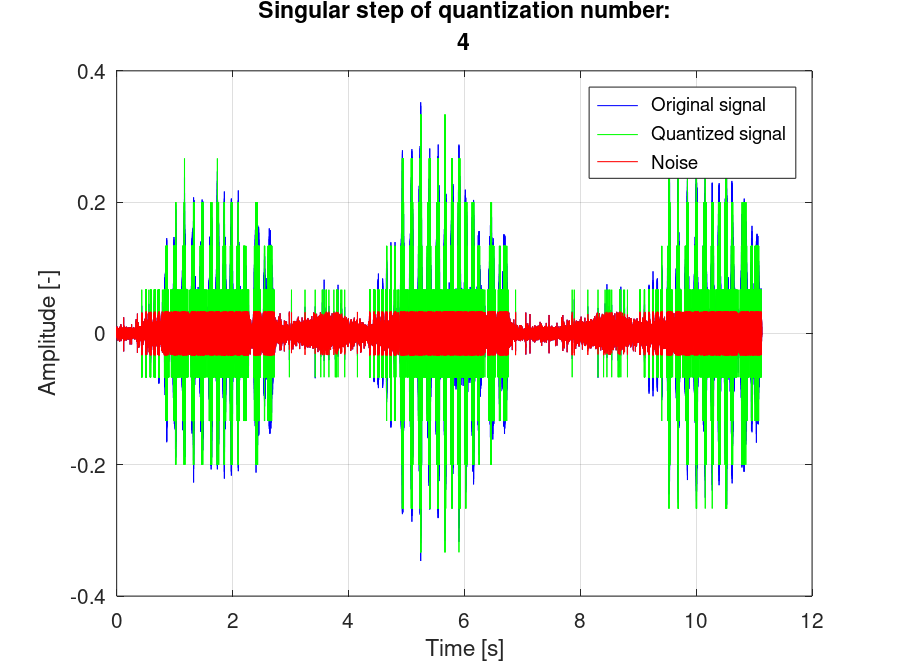 Singular step of quantization number:
4
0.4
0.2
0
-0.2
-0.4
Amplitude [-]
Original signal
Quantized signal
Noise
0 2 4 6 8 10 12
Time [s]